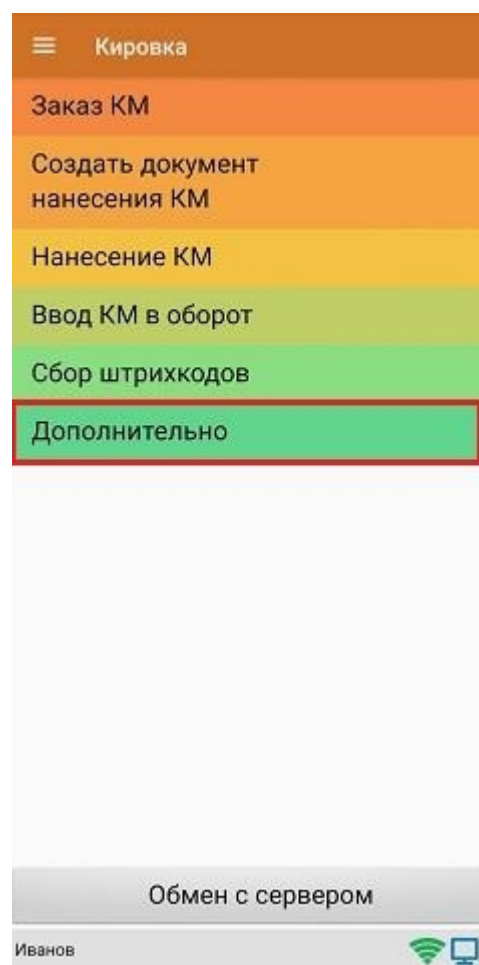 Кировка
Заказ КМ
Создать документ
нанесения КМ
Нанесение КМ
Ввод КМ в оборот
Сбор штрихкодов
Дополнительно
Обмен с сервером
Иванов